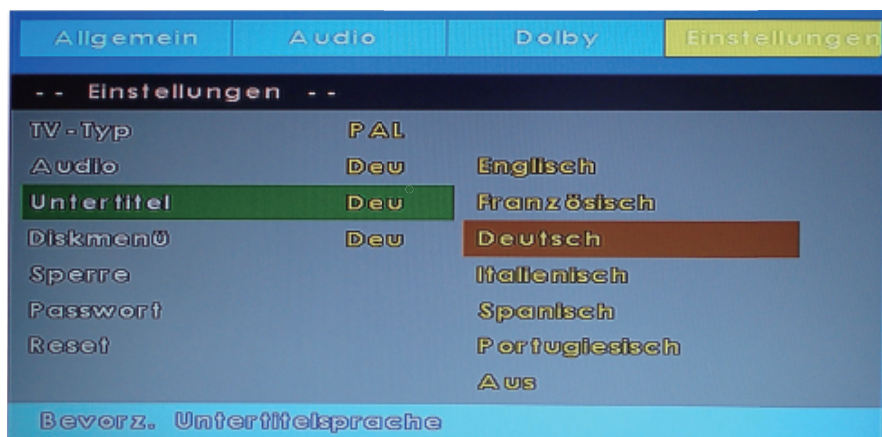 Allgemein Audio Dolby Einstellungen
-- Einstellungen --
TV-Typ PAL
Audio Deu Englisch
Untertitel Deu Französisch
Diskmenü Deu Deutsch
Sperre Italienisch
Passwort Spanisch
Reset Portugiesisch
Aus
Bevorz. Untertitelsprache